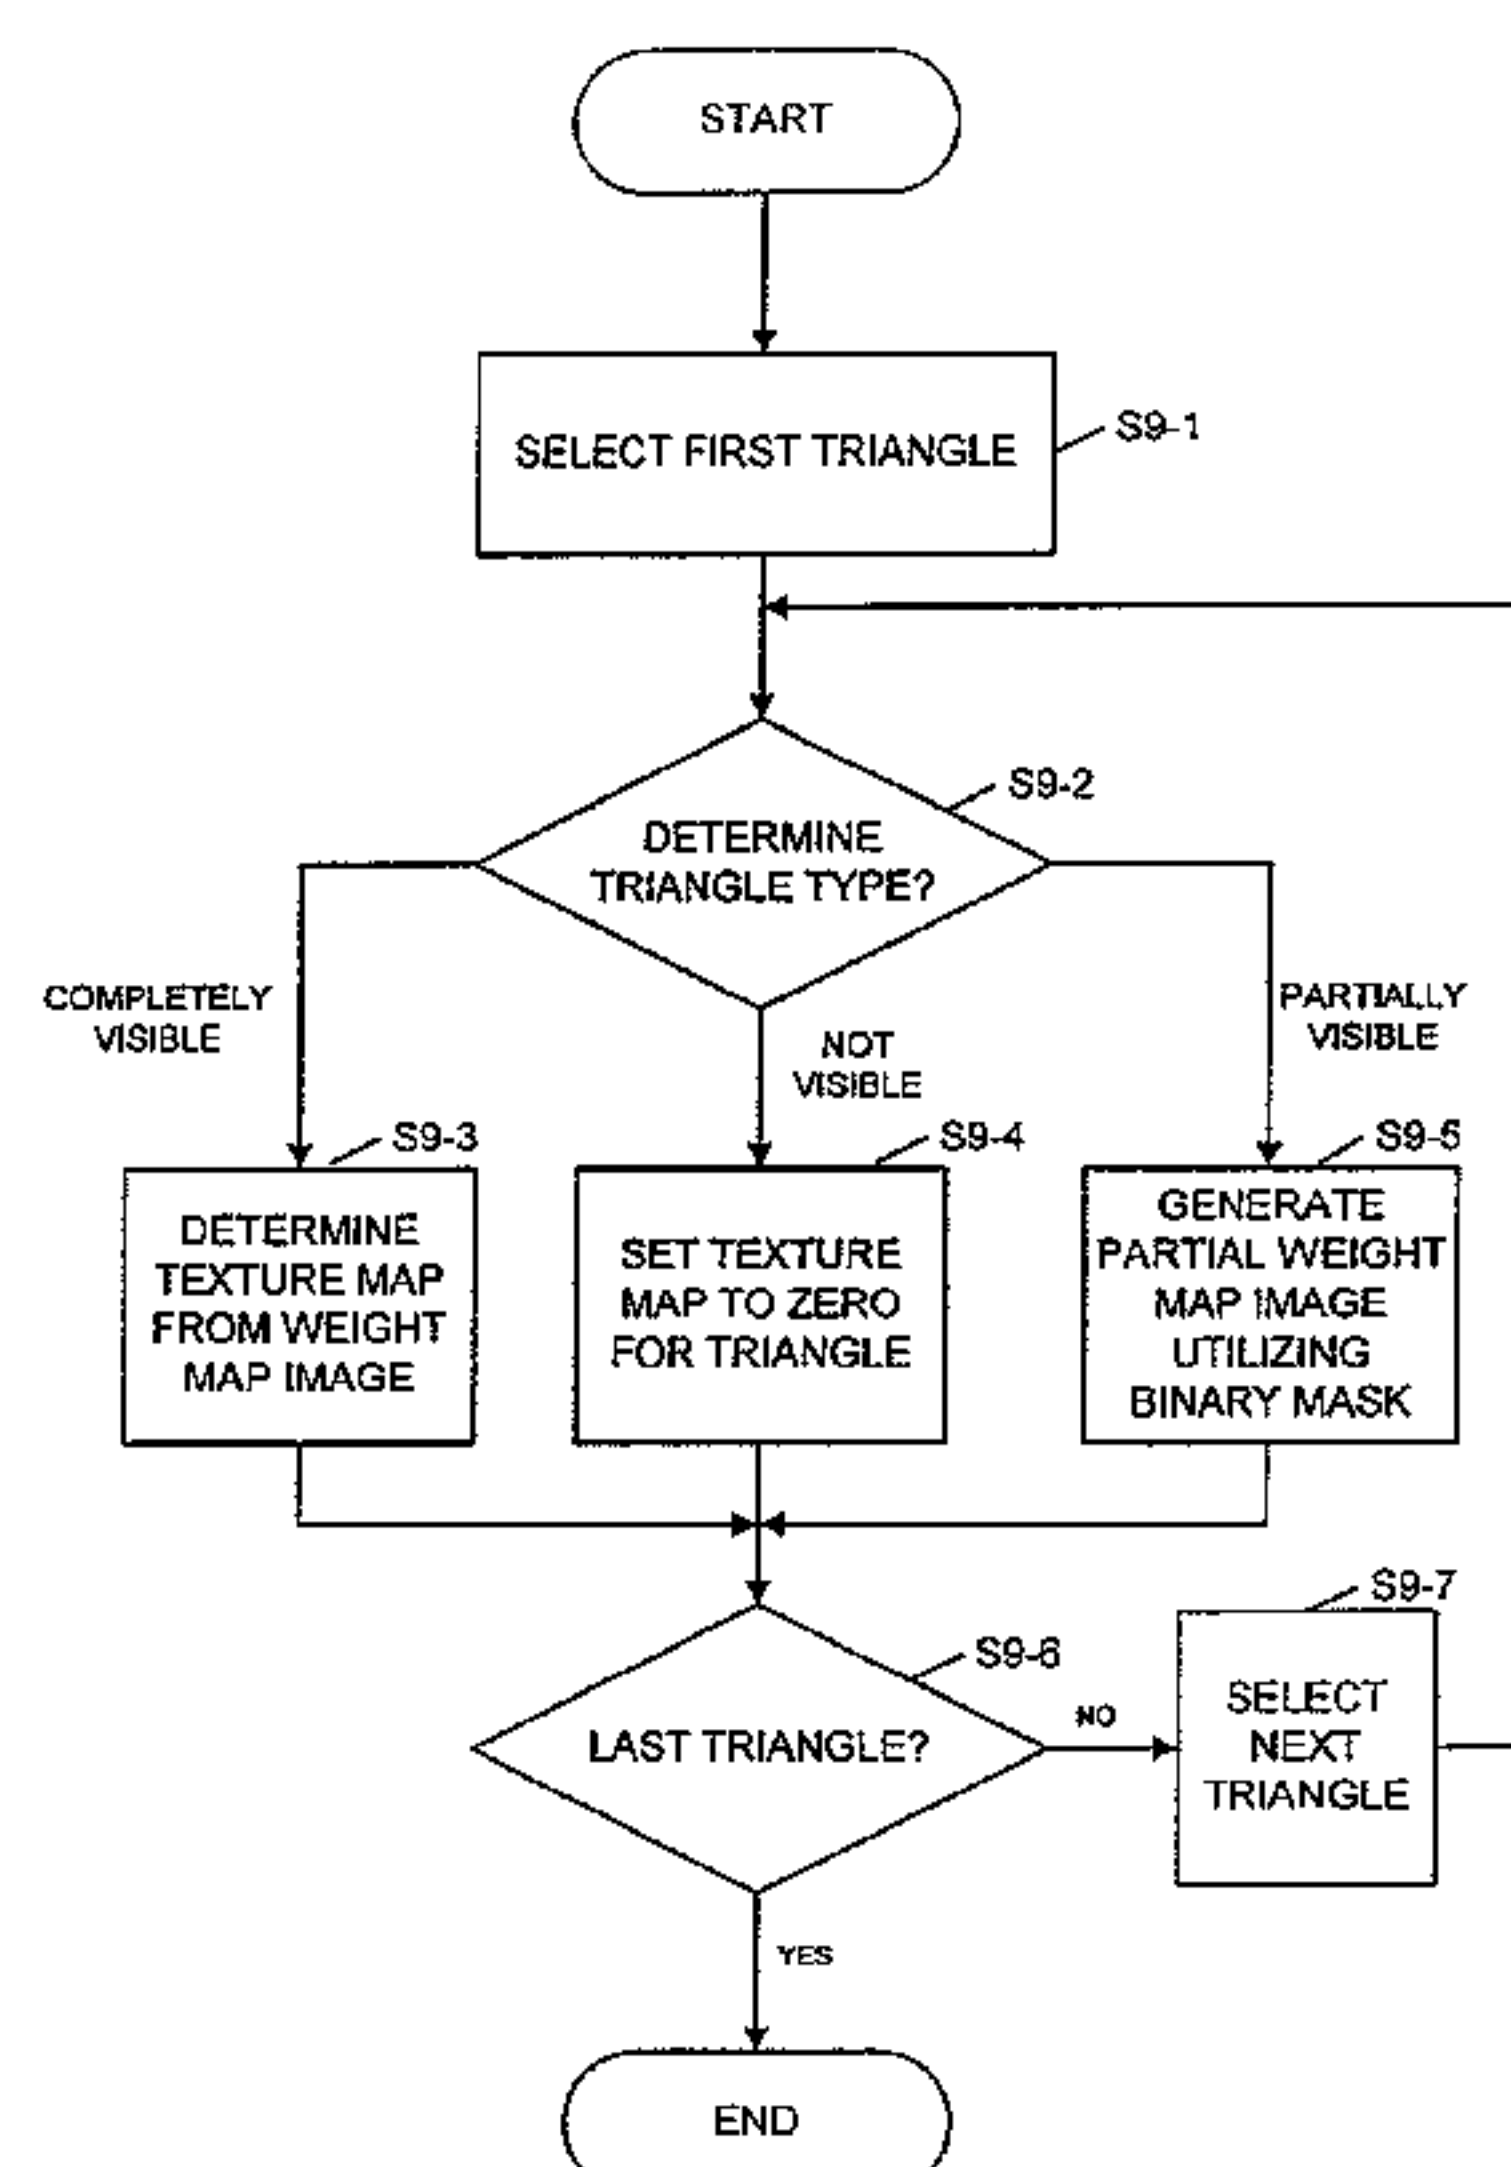 START
SELECT FIRST TRIANGLE
S9-1
S9-2
DETERMINE
TRIANGLE TYPE?
COMPLETELY
VISIBLE
NOT
VISIBLE
PARTIALLY
VISIBLE
S9-3
DETERMINE
TEXTURE MAP
FROM WEIGHT
MAP IMAGE
S9-4
SET TEXTURE
MAP TO ZERO
FOR TRIANGLE
S9-5
GENERATE
PARTIAL WEIGHT
MAP IMAGE
UTILIZING
BINARY MASK
S9-6
LAST TRIANGLE?
NO
S9-7
SELECT
NEXT
TRIANGLE
YES
END